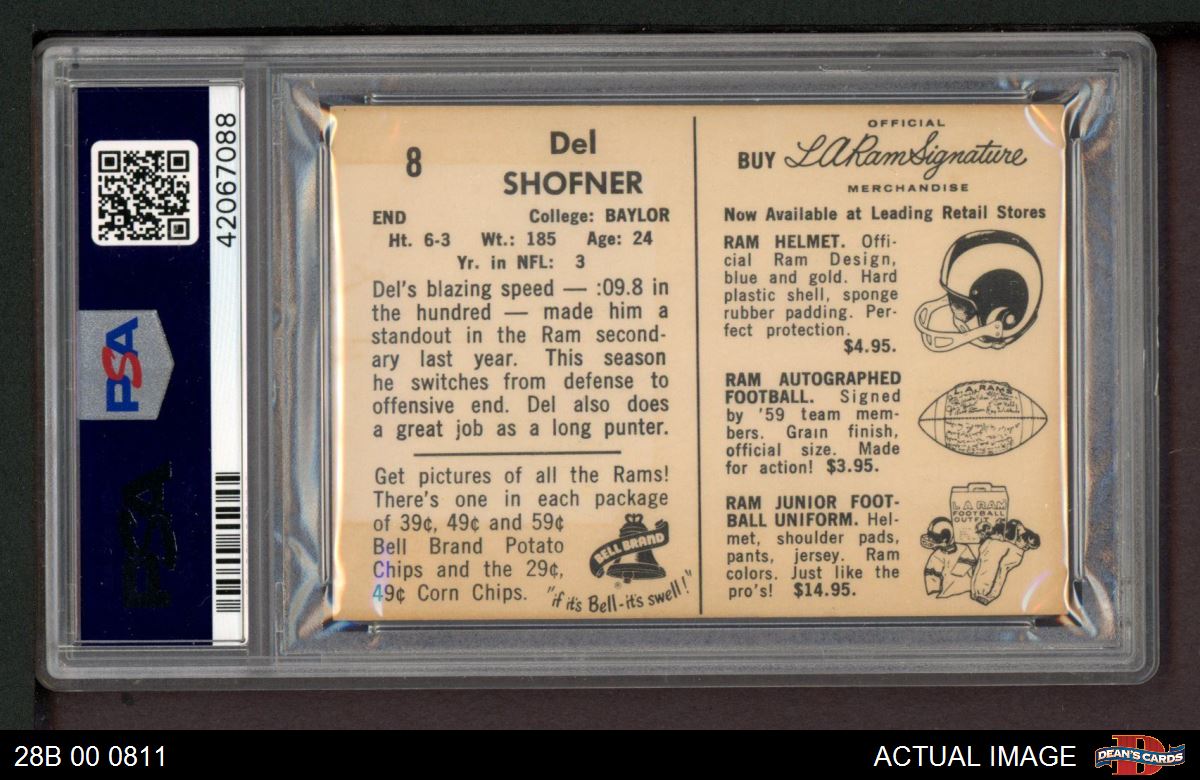 42067088
PSA
PSA
8
Del
SHOFNER
END College: BAYLOR
Ht. 6-3 Wt.: 185 Age: 24
Yr. in NFL: 3
Del's blazing speed — :09.8 in
the hundred — made him a
standout in the Ram second-
ary last year. This season
he switches from defense to
offensive end. Del also does
a great job as a long punter.
Get pictures of all the Rams!
There's one in each package
of 39¢, 49¢ and 59¢
Bell Brand Potato
Chips and the 29¢,
49¢ Corn Chips.
BELL BRAND
®
"if it's Bell-it's swell!"
OFFICIAL
BUY LA Ram Signature
MERCHANDISE
Now Available at Leading Retail Stores
RAM HELMET. Offi-
cial Ram Design,
blue and gold. Hard
plastic shell, sponge
rubber padding. Per-
fect protection.
$4.95.
RAM AUTOGRAPHED
FOOTBALL. Signed
by '59 team mem-
bers. Grain finish,
official size. Made
for action! $3.95.
L.A. RAMS
RAM JUNIOR FOOT-
BALL UNIFORM. Hel-
met, shoulder pads,
pants, jersey. Ram
colors. Just like the
pro's! $14.95.
L A RAM
FOOTBALL
OUTFIT
28B 00 0811
ACTUAL IMAGE
DEAN'S CARDS